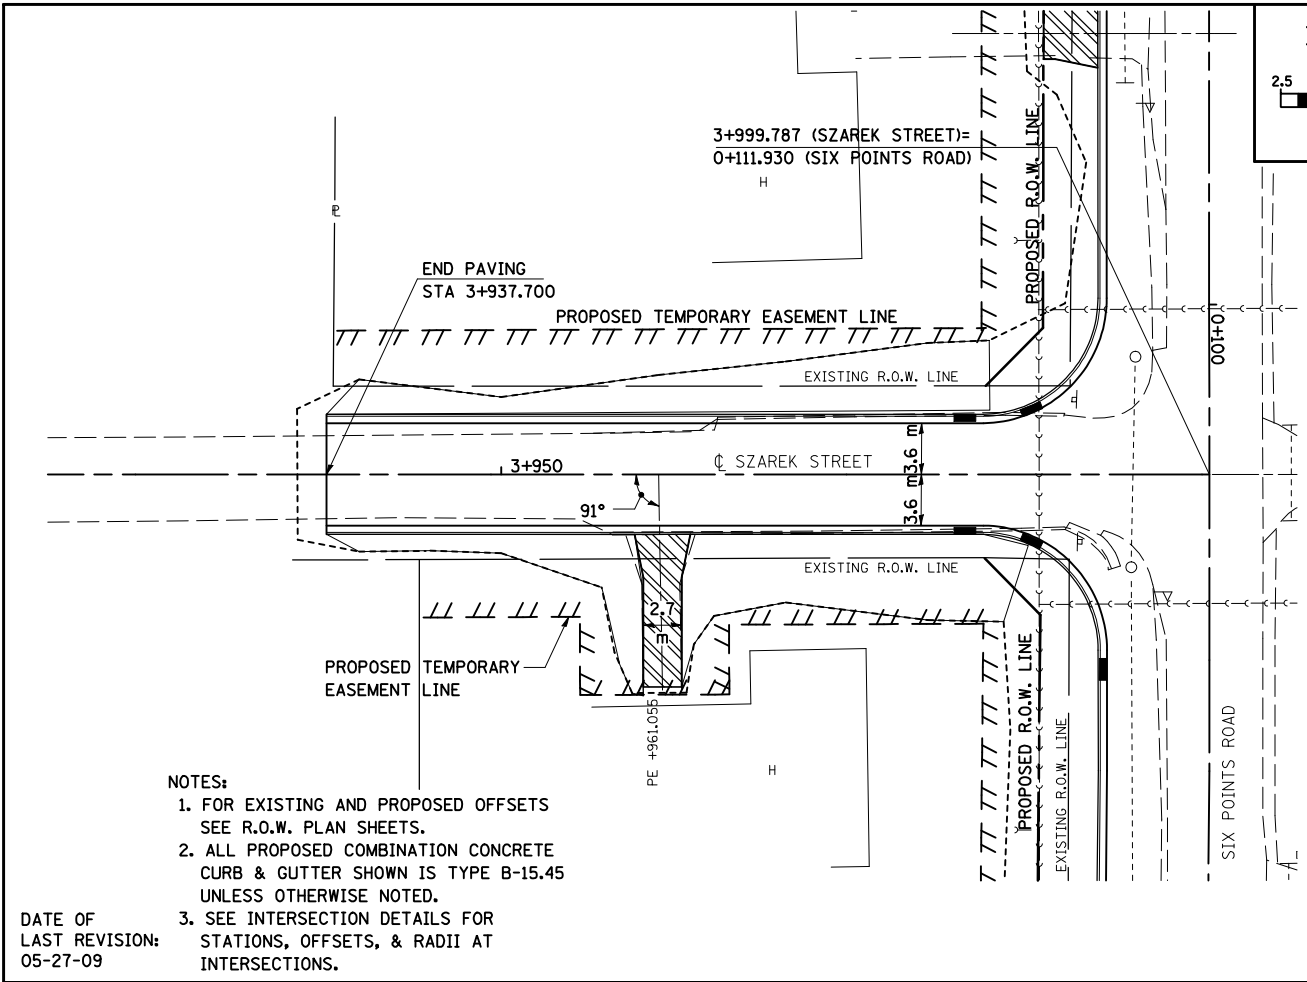 2.5
3+999.787 (SZAREK STREET)=
0+111.930 (SIX POINTS ROAD)
H
PROPOSED R.O.W. LINE
℄
END PAVING
STA 3+937.700
PROPOSED TEMPORARY EASEMENT LINE
0+100
EXISTING R.O.W. LINE
3.6 m
3+950
℄ SZAREK STREET
3.6 m
91°
EXISTING R.O.W. LINE
2.7
m
PROPOSED TEMPORARY
EASEMENT LINE
PE +961.055
H
PROPOSED R.O.W. LINE
EXISTING R.O.W. LINE
SIX POINTS ROAD
NOTES:
1. FOR EXISTING AND PROPOSED OFFSETS
SEE R.O.W. PLAN SHEETS.
2. ALL PROPOSED COMBINATION CONCRETE
CURB & GUTTER SHOWN IS TYPE B-15.45
UNLESS OTHERWISE NOTED.
3. SEE INTERSECTION DETAILS FOR
STATIONS, OFFSETS, & RADII AT
INTERSECTIONS.
DATE OF
LAST REVISION:
05-27-09